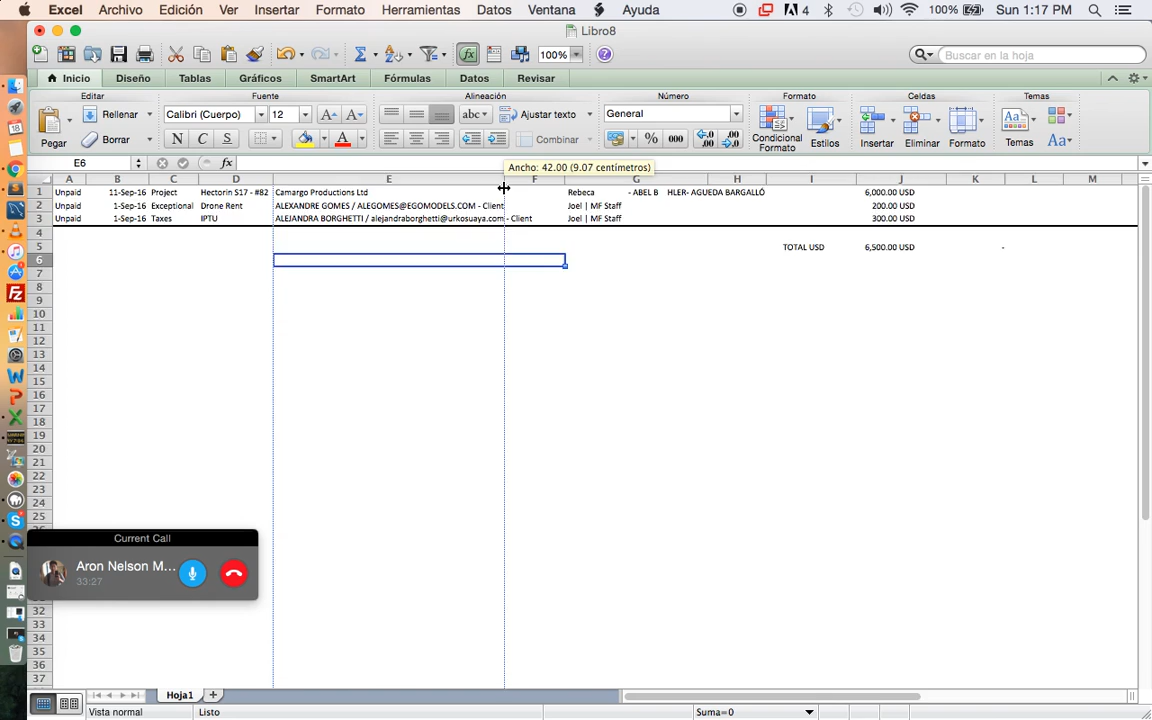 Excel Archivo Edición Ver Insertar Formato Herramientas Datos Ventana Ayuda 4 100% Sun 1:17 PM
Libro8
100% Buscar en la hoja
Inicio Diseño Tablas Gráficos SmartArt Fórmulas Datos Revisar
Editar Fuente Alineación Número Formato Celdas Temas
Rellenar Calibri (Cuerpo) 12 A A abc Ajustar texto General
Pegar Borrar N C S A Combinar % 000 Condicional Formato Estilos Insertar Eliminar Formato Temas Aa
E6 fx Ancho: 42.00 (9.07 centímetros)
A B C D E F G H I J K L M
1 Unpaid 11-Sep-16 Project Hectorin S17 - #82 Camargo Productions Ltd Rebeca - ABEL B HLER- AGUEDA BARGALLÓ 6,000.00 USD
2 Unpaid 1-Sep-16 Exceptional Drone Rent ALEXANDRE GOMES / ALEGOMES@EGOMODELS.COM - Client Joel | MF Staff 200.00 USD
3 Unpaid 1-Sep-16 Taxes IPTU ALEJANDRA BORGHETTI / alejandraborghetti@urkosuaya.com - Client Joel | MF Staff 300.00 USD
4
5 TOTAL USD 6,500.00 USD -
6
7
8
9
10
11
12
13
14
15
16
17
18
19
20
21
22
23
24
25
Current Call
Aron Nelson M...
33:27
32
33
34
35
36
37
Hoja1
Vista normal Listo Suma=0